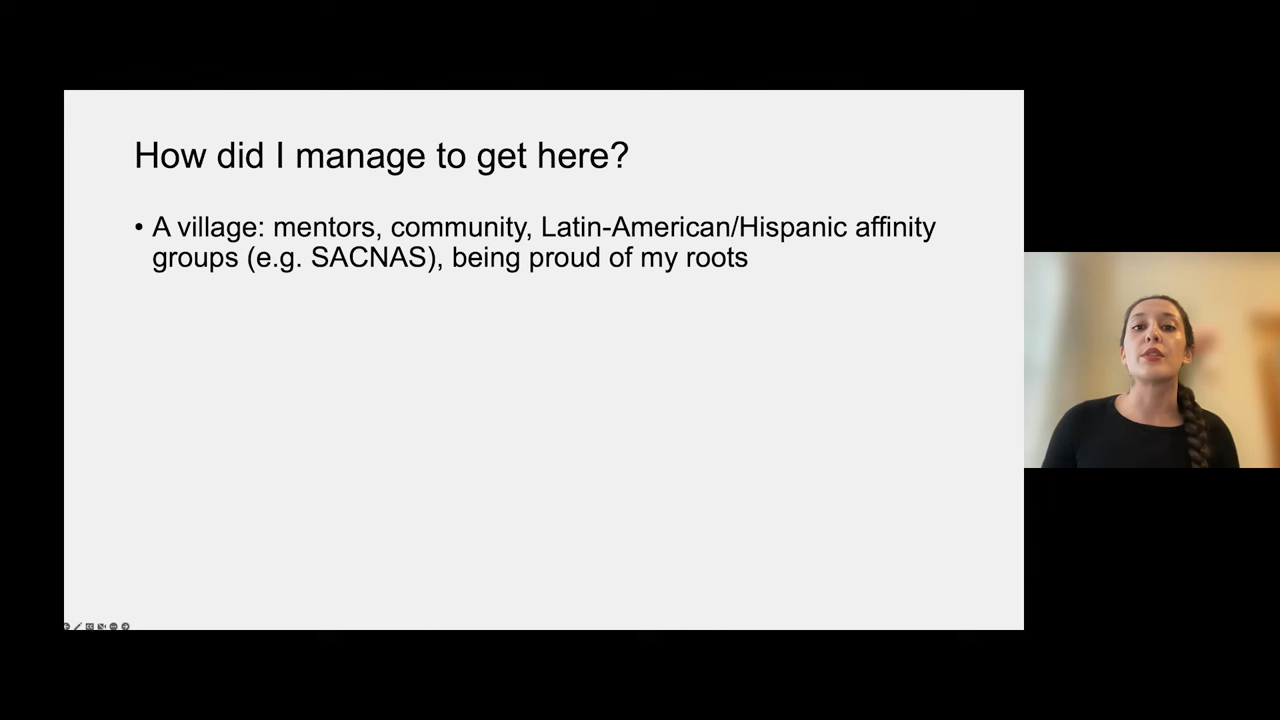 How did I manage to get here?
• A village: mentors, community, Latin-American/Hispanic affinity
groups (e.g. SACNAS), being proud of my roots